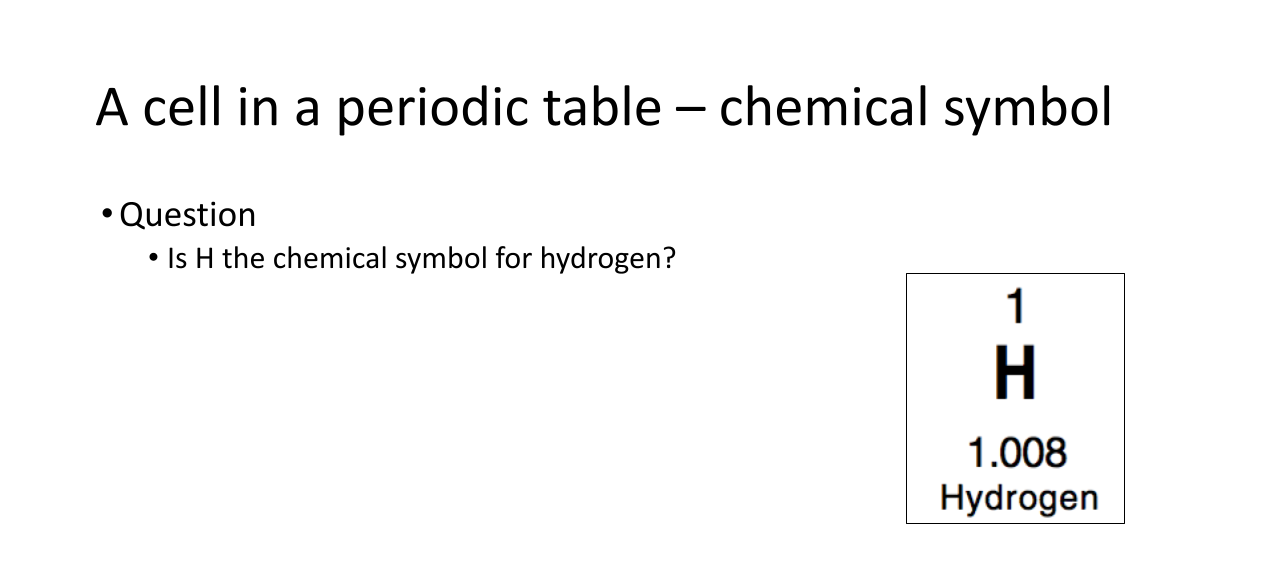 A cell in a periodic table – chemical symbol
• Question
• Is H the chemical symbol for hydrogen?
1
H
1.008
Hydrogen